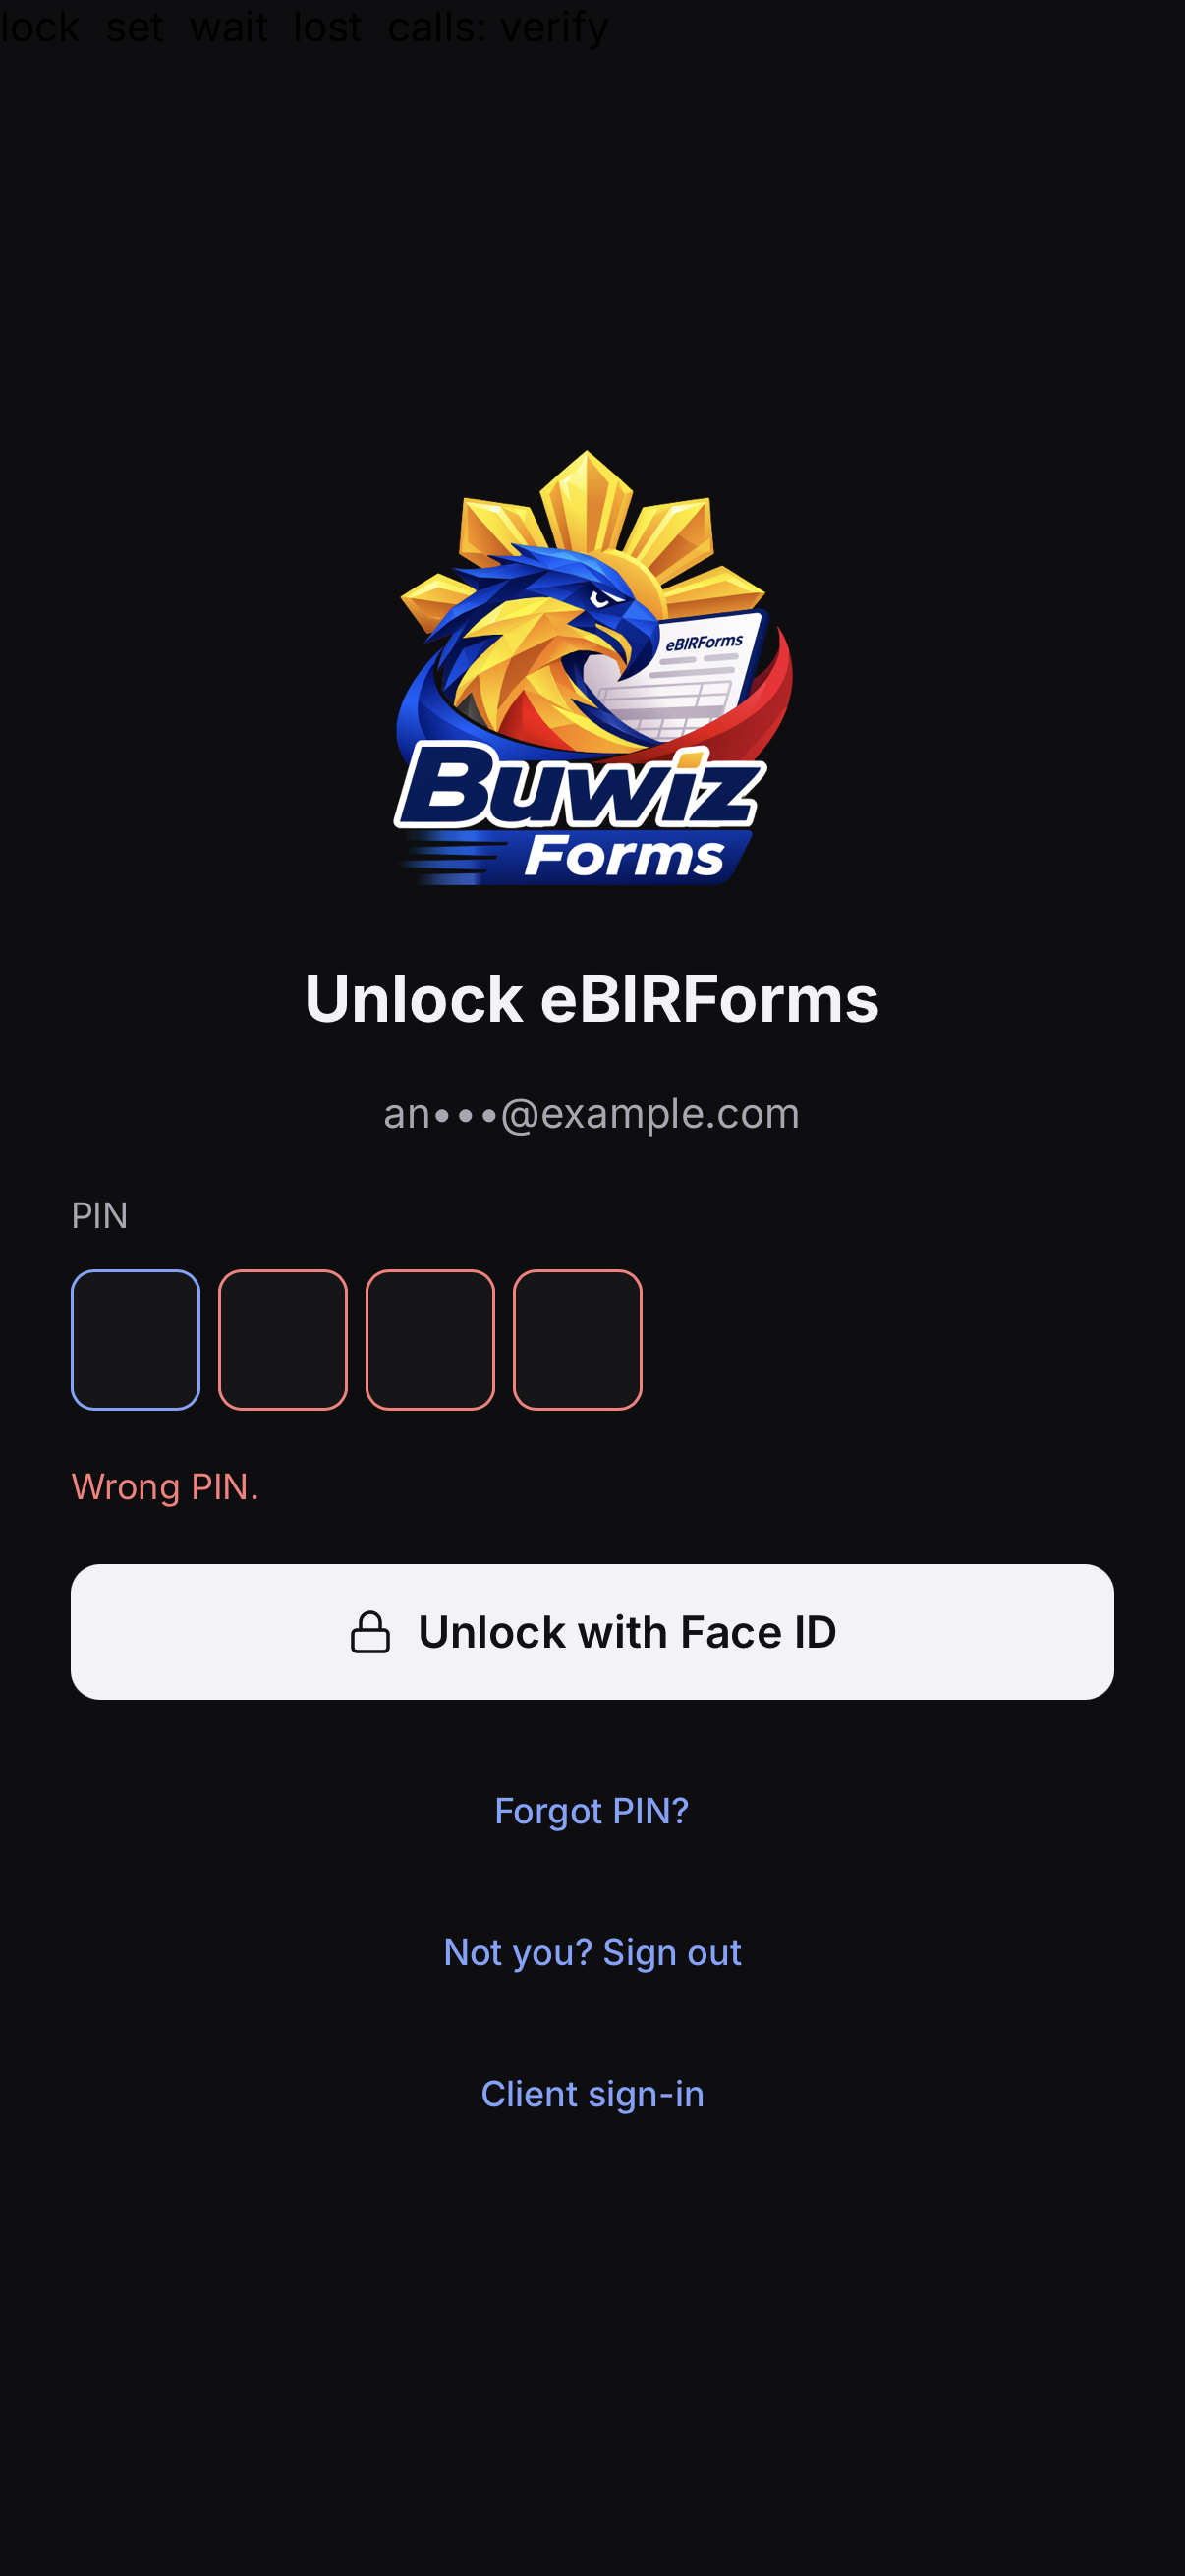 lock set wait lost calls: verify
eBIRForms
Buwiz
Forms
Unlock eBIRForms
an•••@example.com
PIN
Wrong PIN.
Unlock with Face ID
Forgot PIN?
Not you? Sign out
Client sign-in